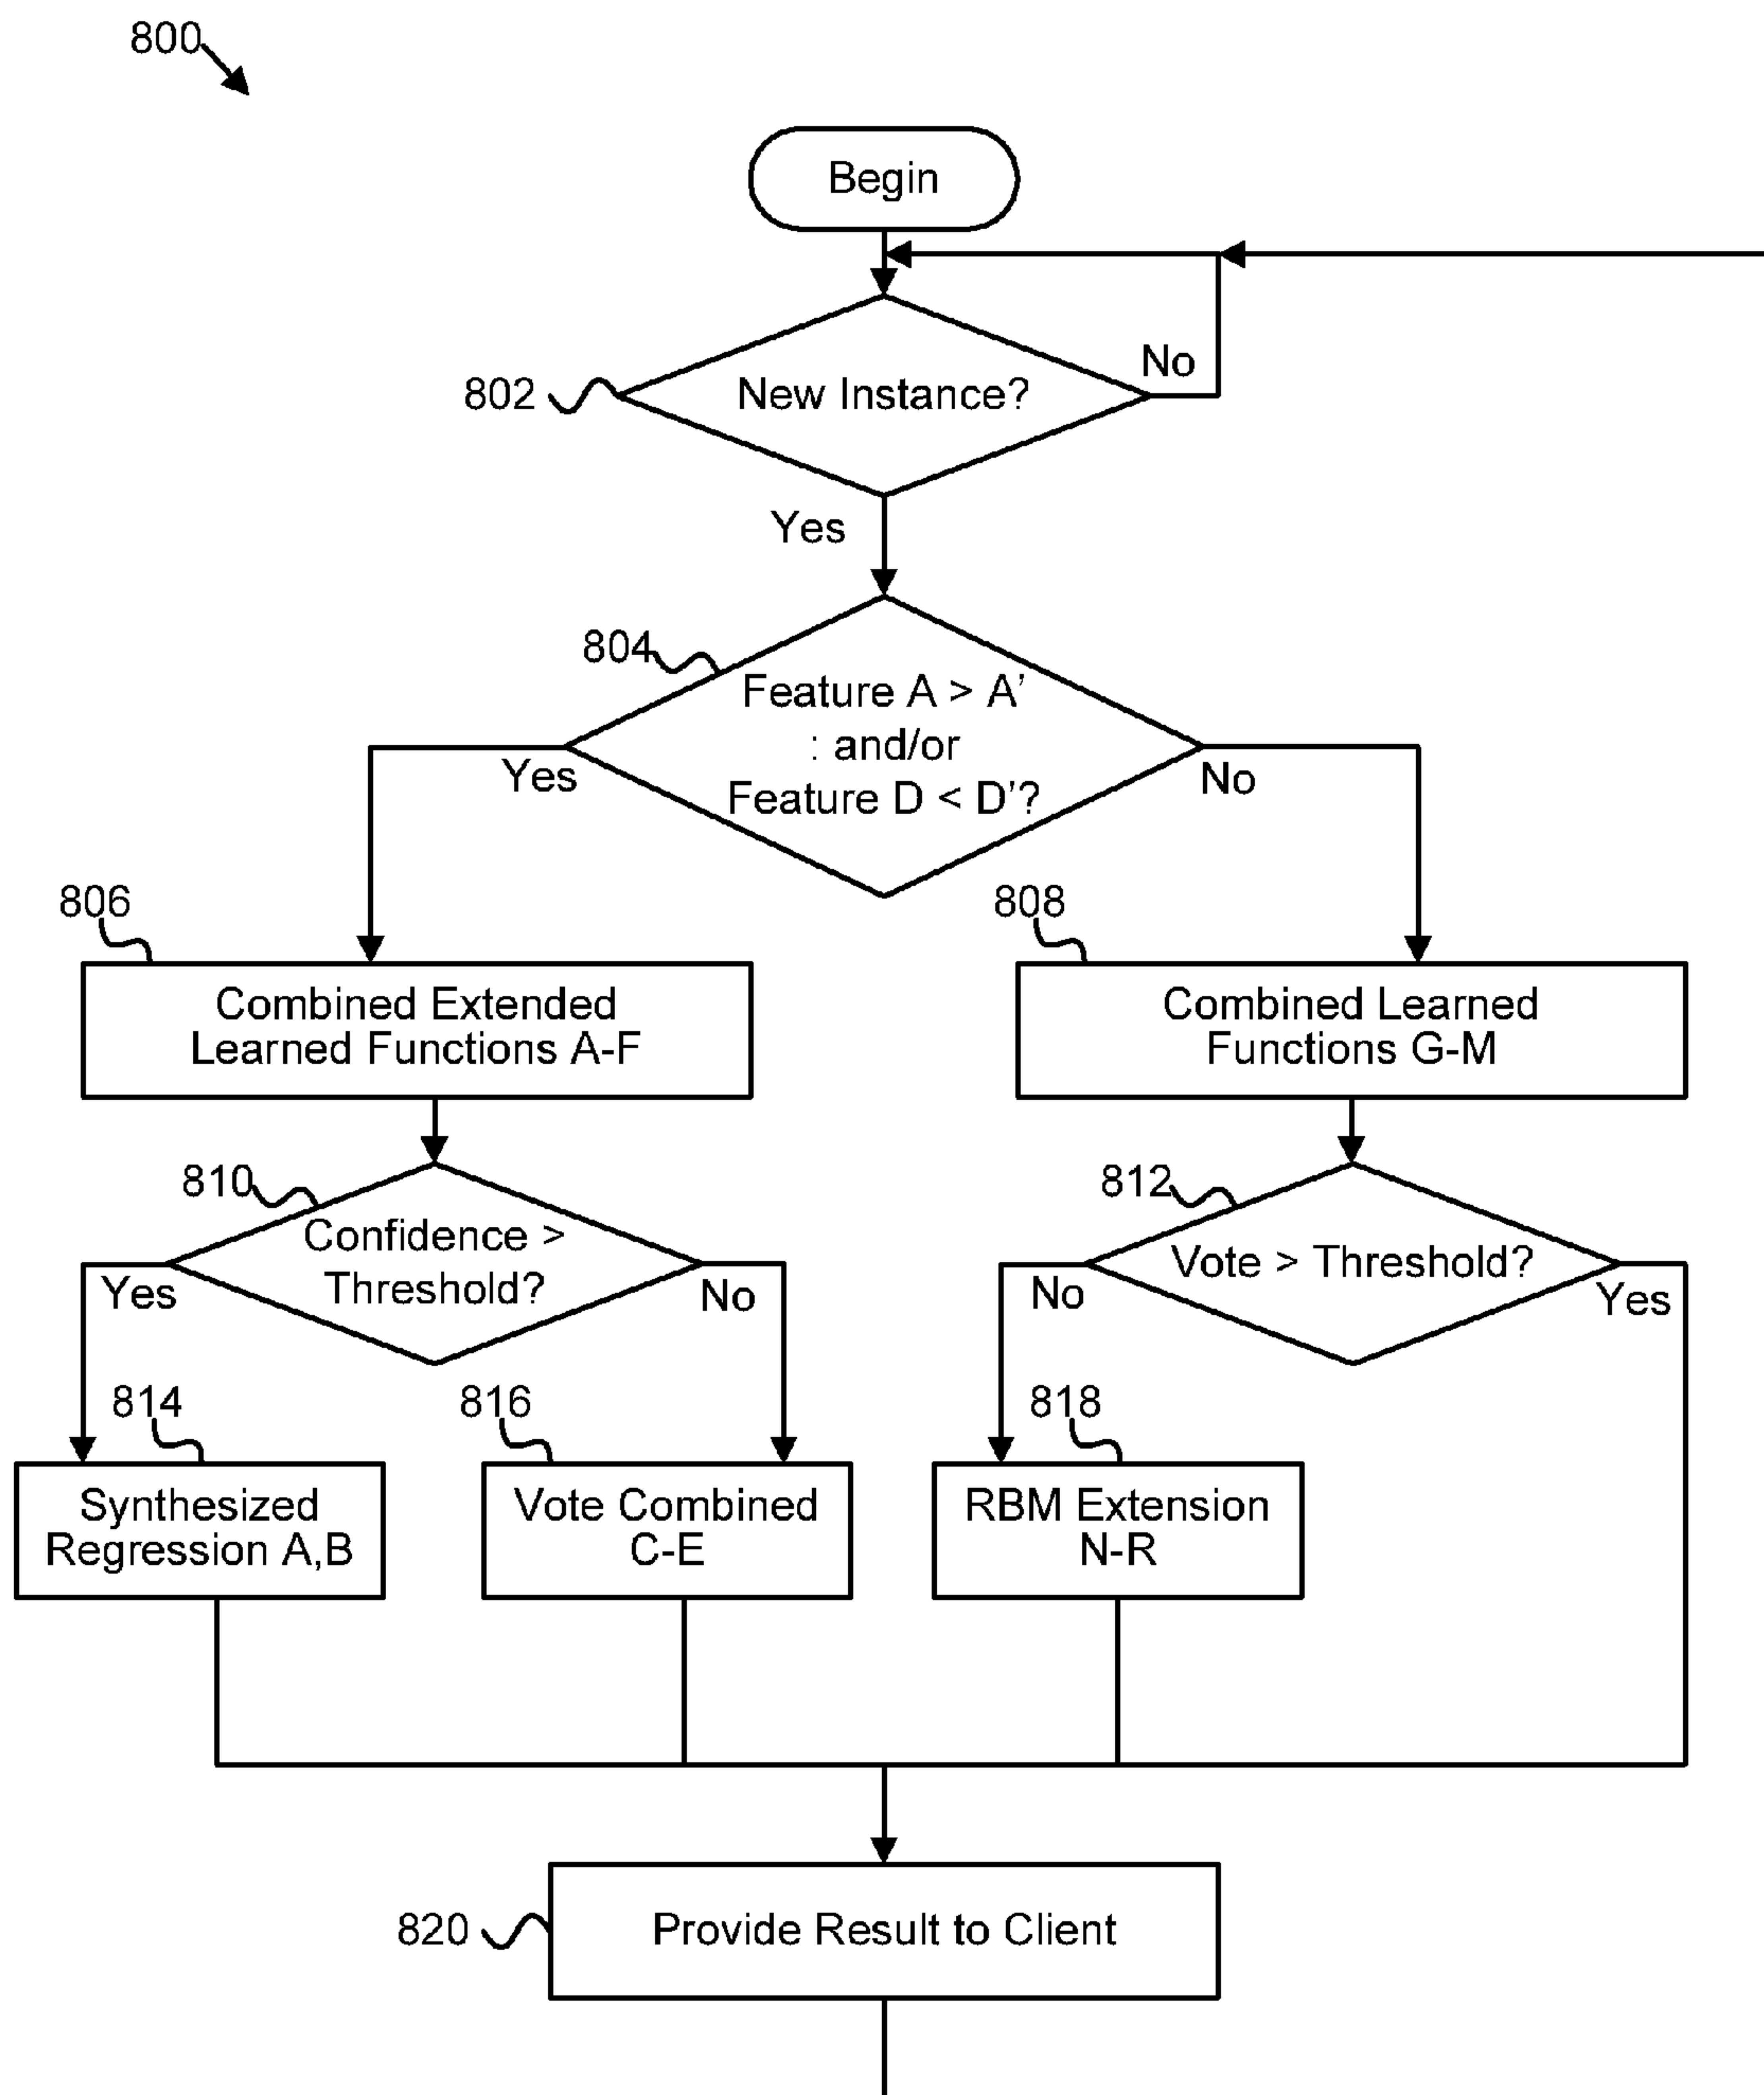 800
Begin
802
New Instance?
No
Yes
804
Feature A > A’
: and/or
Feature D < D’?
Yes
No
806
Combined Extended
Learned Functions A-F
808
Combined Learned
Functions G-M
810
Confidence >
Threshold?
Yes
No
812
Vote > Threshold?
No
Yes
814
Synthesized
Regression A,B
816
Vote Combined
C-E
818
RBM Extension
N-R
820
Provide Result to Client